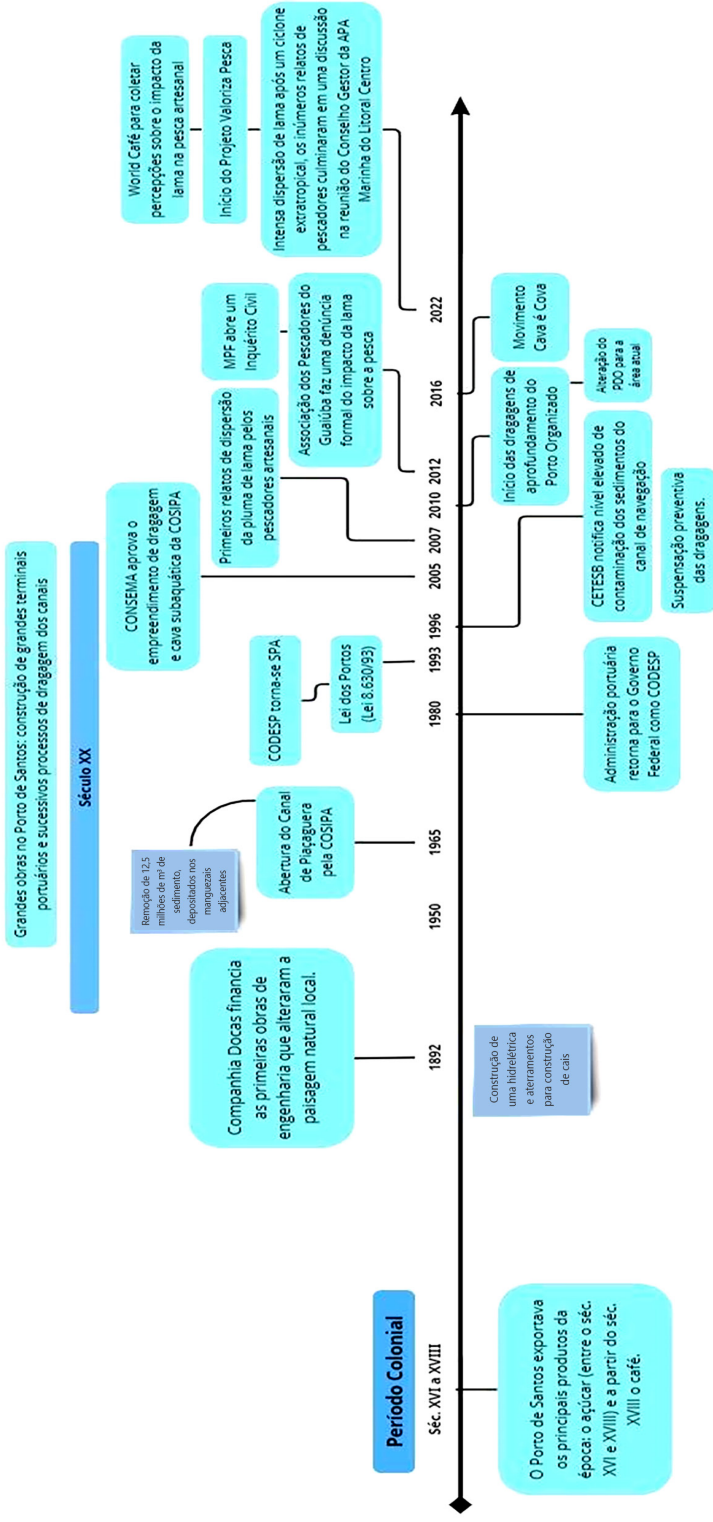 Grandes obras no Porto de Santos: construção de grandes terminais
portuários e sucessivos processos de dragagem dos canais
Século XX
Período Colonial
Séc. XVI a XVIII
O Porto de Santos exportava
os principais produtos da
época: o açúcar (entre o séc.
XVI e XVIII) e a partir do séc.
XVIII o café.
Companhia Docas financia
as primeiras obras de
engenharia que alteraram a
paisagem natural local.
1892
Construção de
uma hidrelétrica
e aterramentos
para construção
de cais
1950
Remoção de 12,5
milhões de m³ de
sedimento,
depositados nos
manguezais
adjacentes
Abertura do Canal
de Piaçaguera
pela COSIPA
1965
1980
Administração portuária
retorna para o Governo
Federal como CODESP
CODESP torna-se SPA
Lei dos Portos
(Lei 8.630/93)
1993
1996
CETESB notifica nível elevado de
contaminação dos sedimentos do
canal de navegação
Suspensação preventiva
das dragagens.
CONSEMA aprova o
empreendimento de dragagem
e cava subaquática da COSIPA
2005
Primeiros relatos de dispersão
da pluma de lama pelos
pescadores artesanais
2007
2010
Início das dragagens de
aprofundamento do
Porto Organizado
Alteração do
PDO para a
área atual
MPF abre um
Inquérito Civil
Associação dos Pescadores do
Guaiúba faz uma denúncia
formal do impacto da lama
sobre a pesca
2012
2016
Movimento
Cava é Cova
World Café para coletar
percepções sobre o impacto da
lama na pesca artesanal
Início do Projeto Valoriza Pesca
Intensa dispersão de lama após um ciclone
extratropical, os inúmeros relatos de
pescadores culminaram em uma discussão
na reunião do Conselho Gestor da APA
Marinha do Litoral Centro
2022